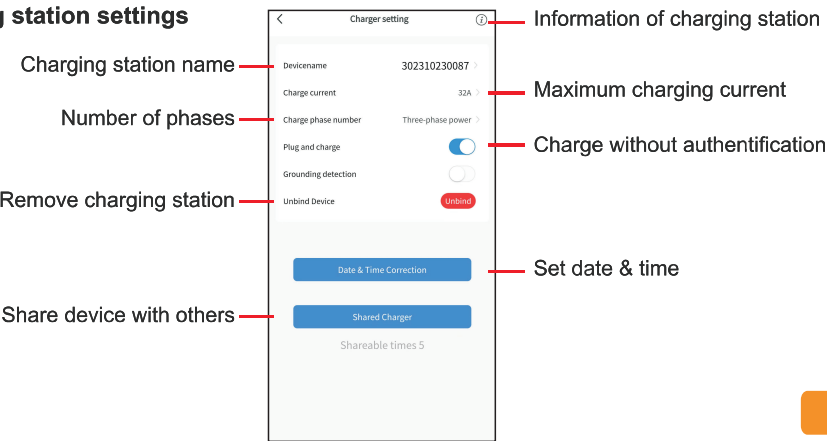 station settings
Charger setting
Information of charging station
Charging station name
Devicename 302310230087
Charge current 32A
Maximum charging current
Number of phases
Charge phase number Three-phase power
Plug and charge
Charge without authentification
Grounding detection
Remove charging station
Unbind Device Unbind
Date & Time Correction
Set date & time
Share device with others
Shared Charger
Shareable times 5